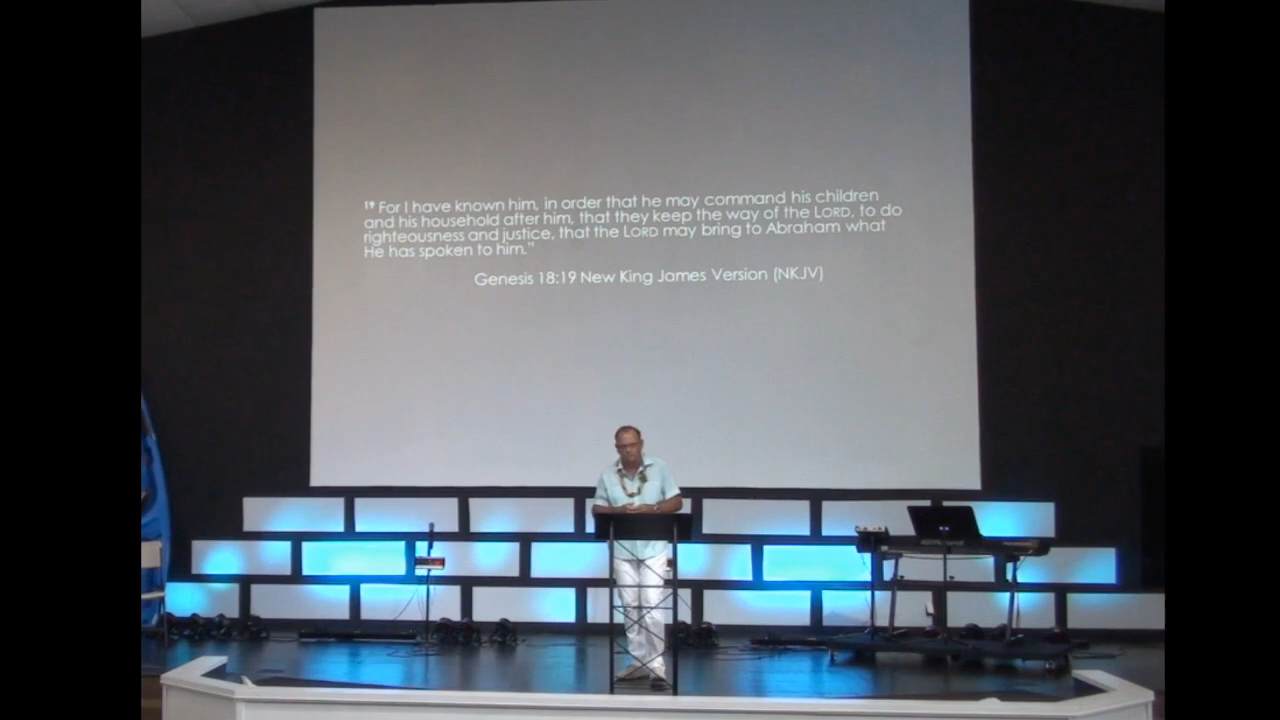 19 For I have known him, in order that he may command his children
and his household after him, that they keep the way of the LORD, to do
righteousness and justice, that the LORD may bring to Abraham what
He has spoken to him."
Genesis 18:19 New King James Version (NKJV)